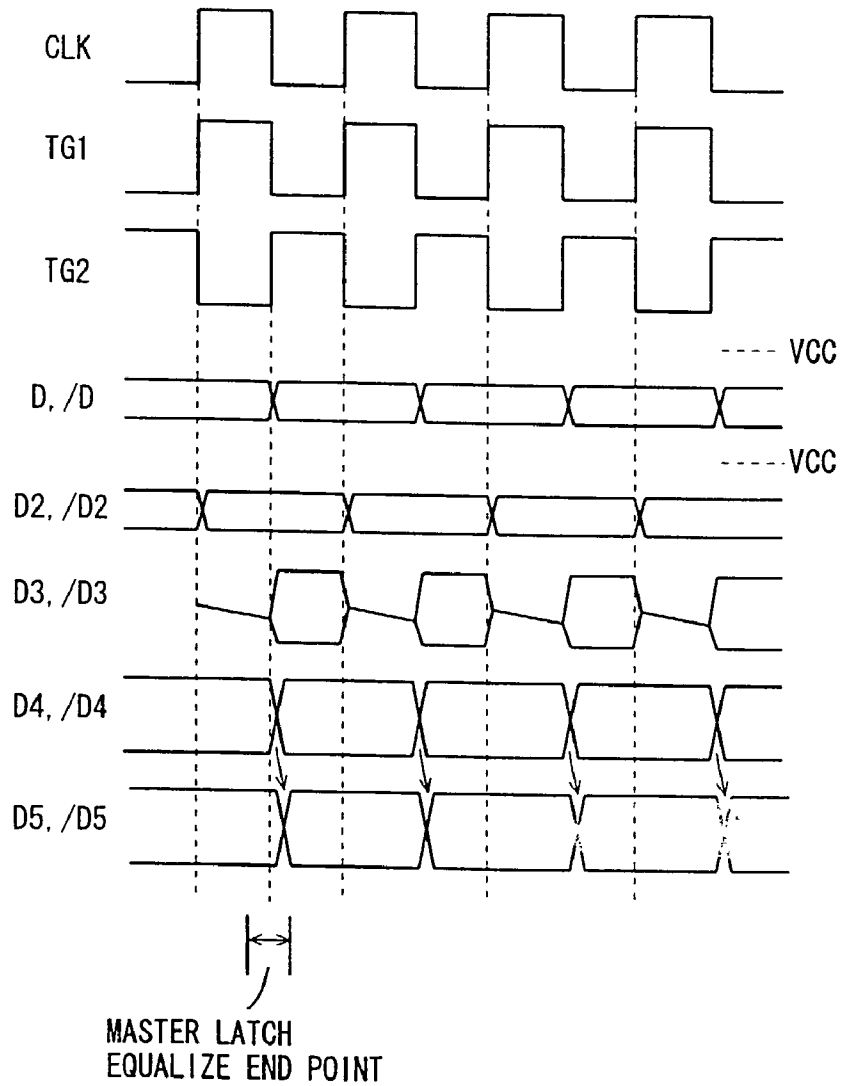 CLK
TG1
TG2
---- VCC
D, /D
---- VCC
D2, /D2
D3, /D3
D4, /D4
D5, /D5
MASTER LATCH
EQUALIZE END POINT